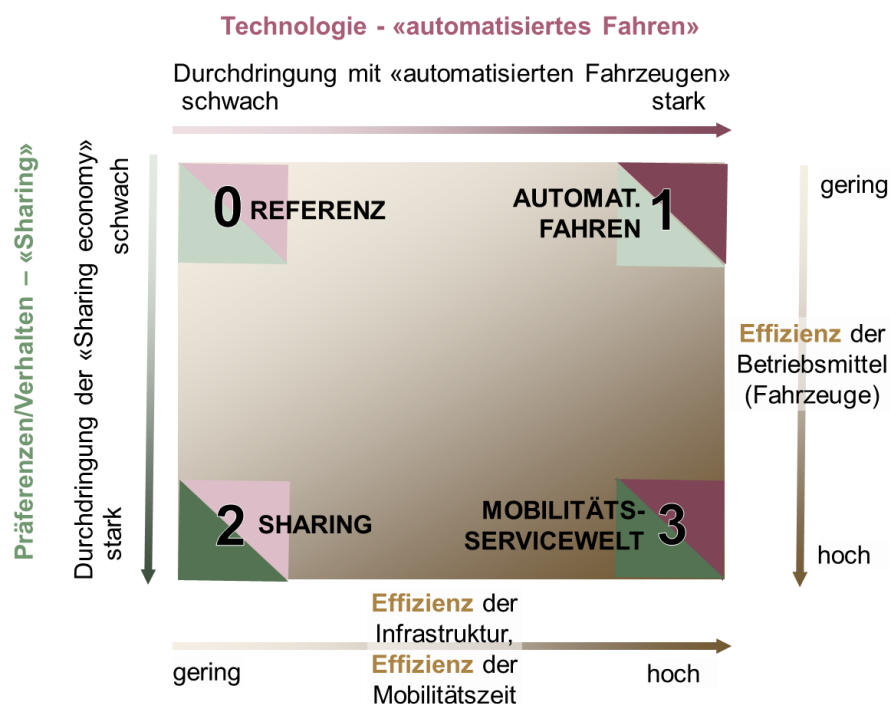 Technologie - «automatisiertes Fahren»
Durchdringung mit «automatisierten Fahrzeugen»
schwach
stark
Präferenzen/Verhalten – «Sharing»
Durchdringung der «Sharing economy»
schwach
stark
0 REFERENZ
AUTOMAT.
FAHREN 1
2 SHARING
MOBILITÄTS-
SERVICEWELT 3
gering
Effizienz der
Betriebsmittel
(Fahrzeuge)
hoch
Effizienz der
Infrastruktur,
Effizienz der
Mobilitätszeit
gering
hoch